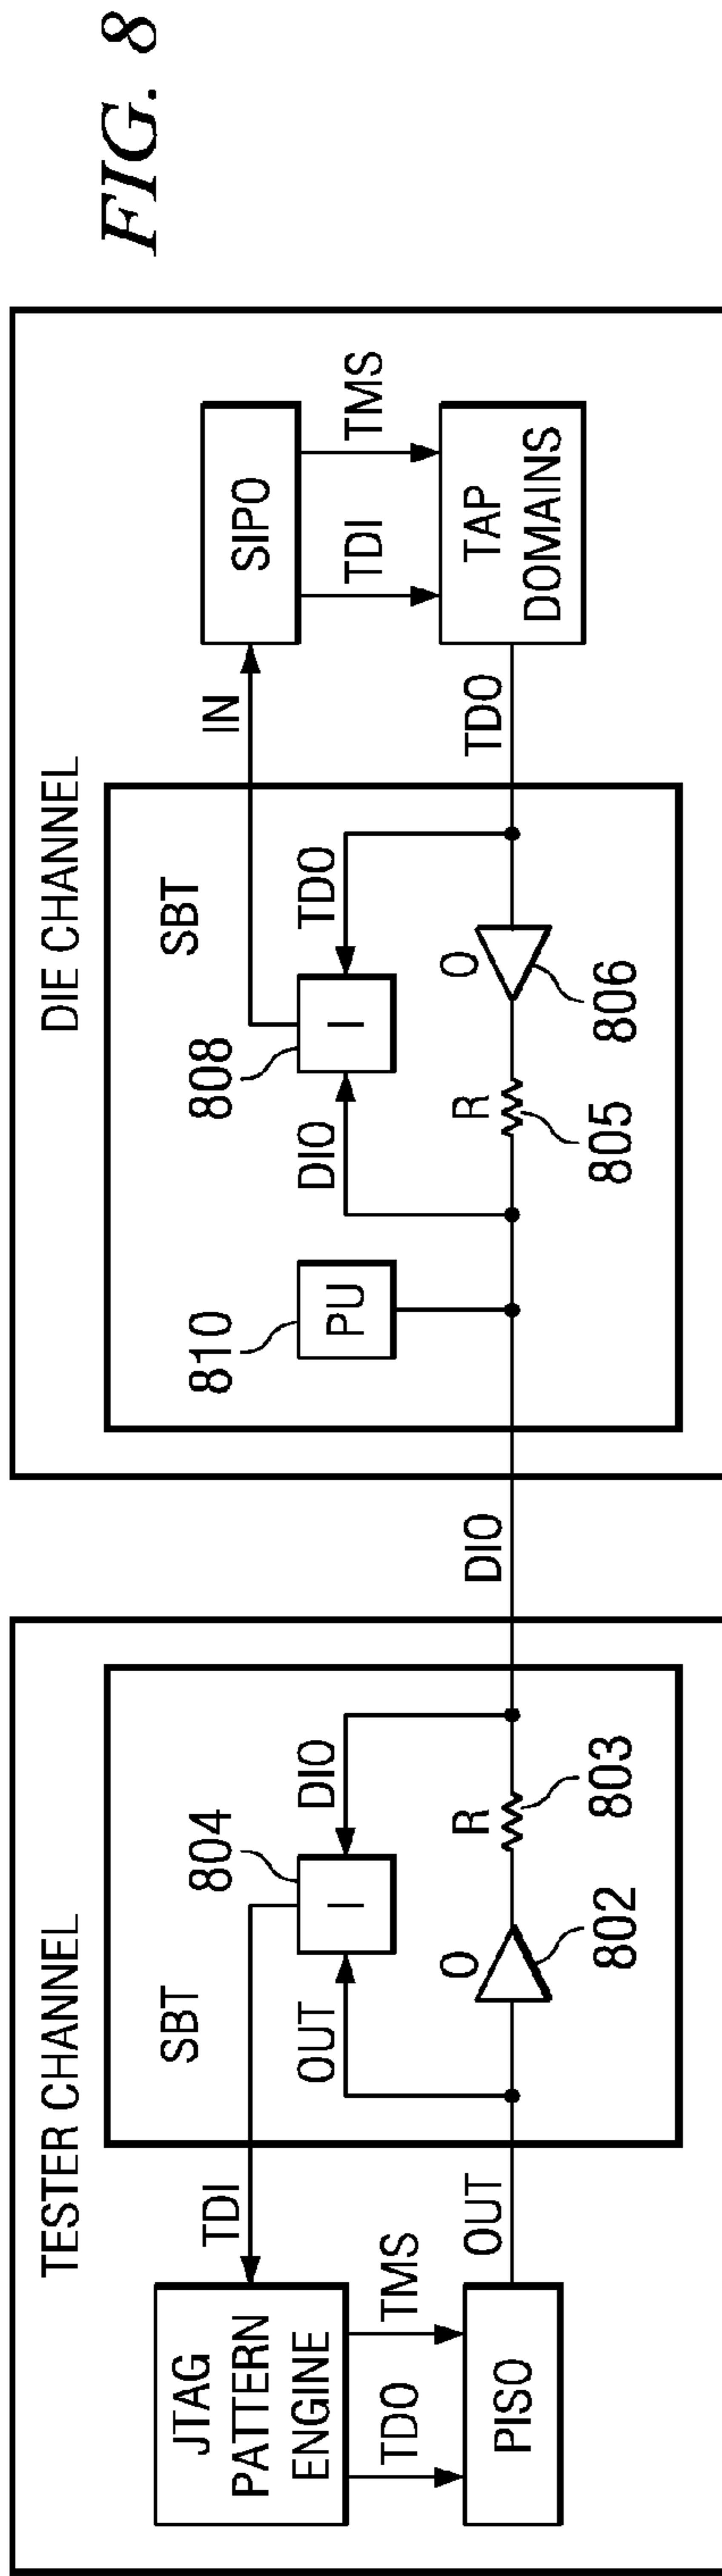 TESTER CHANNEL
JTAG
PATTERN
ENGINE
TDI
TDO
TMS
PISO
OUT
SBT
804
I
OUT
DIO
O
R
802
803
DIO
DIE CHANNEL
810
PU
SBT
808
I
DIO
TDO
R
O
805
806
IN
TDO
SIPO
TDI
TMS
TAP
DOMAINS
FIG. 8